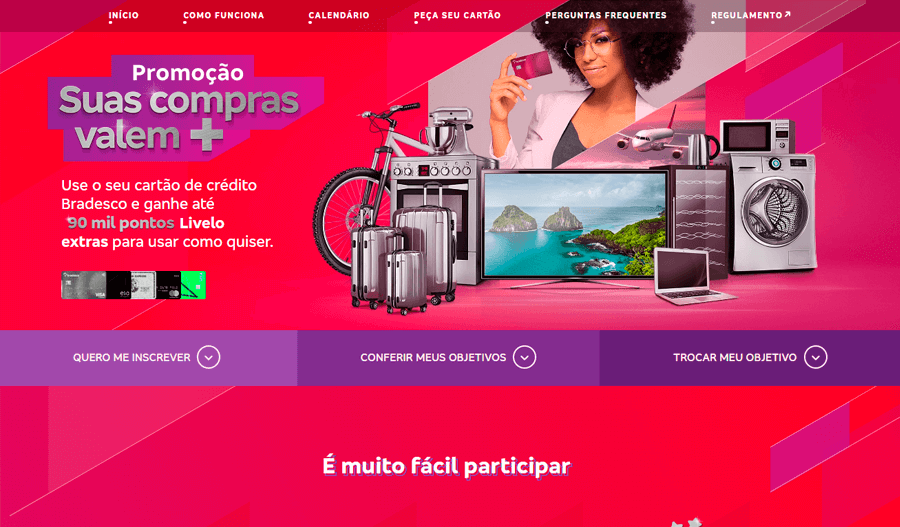 INÍCIO
COMO FUNCIONA
CALENDÁRIO
PEÇA SEU CARTÃO
PERGUNTAS FREQUENTES
REGULAMENTO
Promoção
Suas compras
valem +
Use o seu cartão de crédito
Bradesco e ganhe até
90 mil pontos Livelo
extras para usar como quiser.
VISA
elo
QUERO ME INSCREVER
CONFERIR MEUS OBJETIVOS
TROCAR MEU OBJETIVO
É muito fácil participar